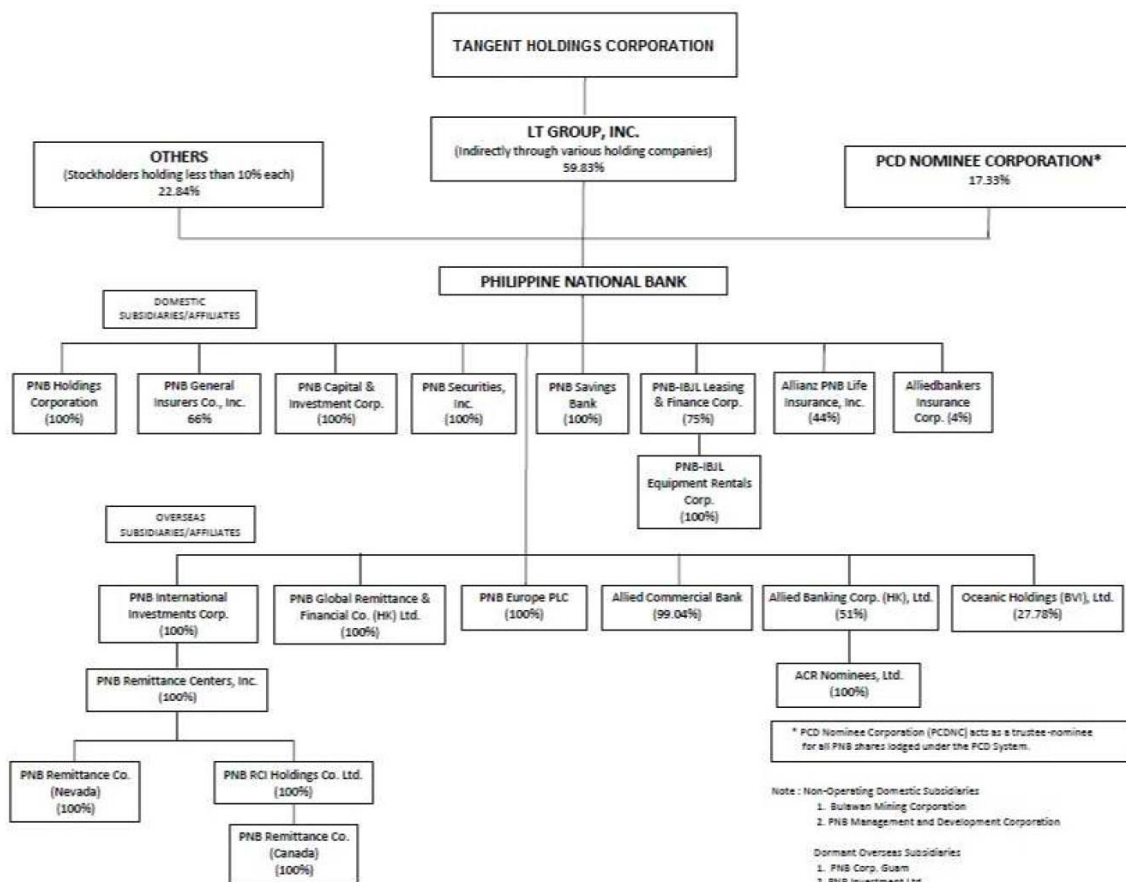 TANGENT HOLDINGS CORPORATION
LT GROUP, INC.
(Indirectly through various holding companies)
59.83%
OTHERS
(Stockholders holding less than 10% each)
22.84%
PCD NOMINEE CORPORATION*
17.33%
PHILIPPINE NATIONAL BANK
DOMESTIC
SUBSIDIARIES/AFFILIATES
PNB Holdings
Corporation
(100%)
PNB General
Insurers Co., Inc.
66%
PNB Capital &
Investment Corp.
(100%)
PNB Securities,
Inc.
(100%)
PNB Savings
Bank
(100%)
PNB-IBJL Leasing
& Finance Corp.
(75%)
Allianz PNB Life
Insurance, Inc.
(44%)
Alliedbankers
Insurance
Corp. (4%)
PNB-IBJL
Equipment Rentals
Corp.
(100%)
OVERSEAS
SUBSIDIARIES/AFFILIATES
PNB International
Investments Corp.
(100%)
PNB Global Remittance &
Financial Co. (HK) Ltd.
(100%)
PNB Europe PLC
(100%)
Allied Commercial Bank
(99.04%)
Allied Banking Corp. (HK), Ltd.
(51%)
Oceanic Holdings (BVI), Ltd.
(27.78%)
PNB Remittance Centers, Inc.
(100%)
ACR Nominees, Ltd.
(100%)
* PCD Nominee Corporation (PCDNC) acts as a trustee-nominee
for all PNB shares lodged under the PCD System.
PNB Remittance Co.
(Nevada)
(100%)
PNB RCI Holdings Co. Ltd.
(100%)
PNB Remittance Co.
(Canada)
(100%)
Note : Non-Operating Domestic Subsidiaries
1. Bulawan Mining Corporation
2. PNB Management and Development Corporation
Dormant Overseas Subsidiaries
1. PNB Corp. Guam
2. PNB Investment Ltd.